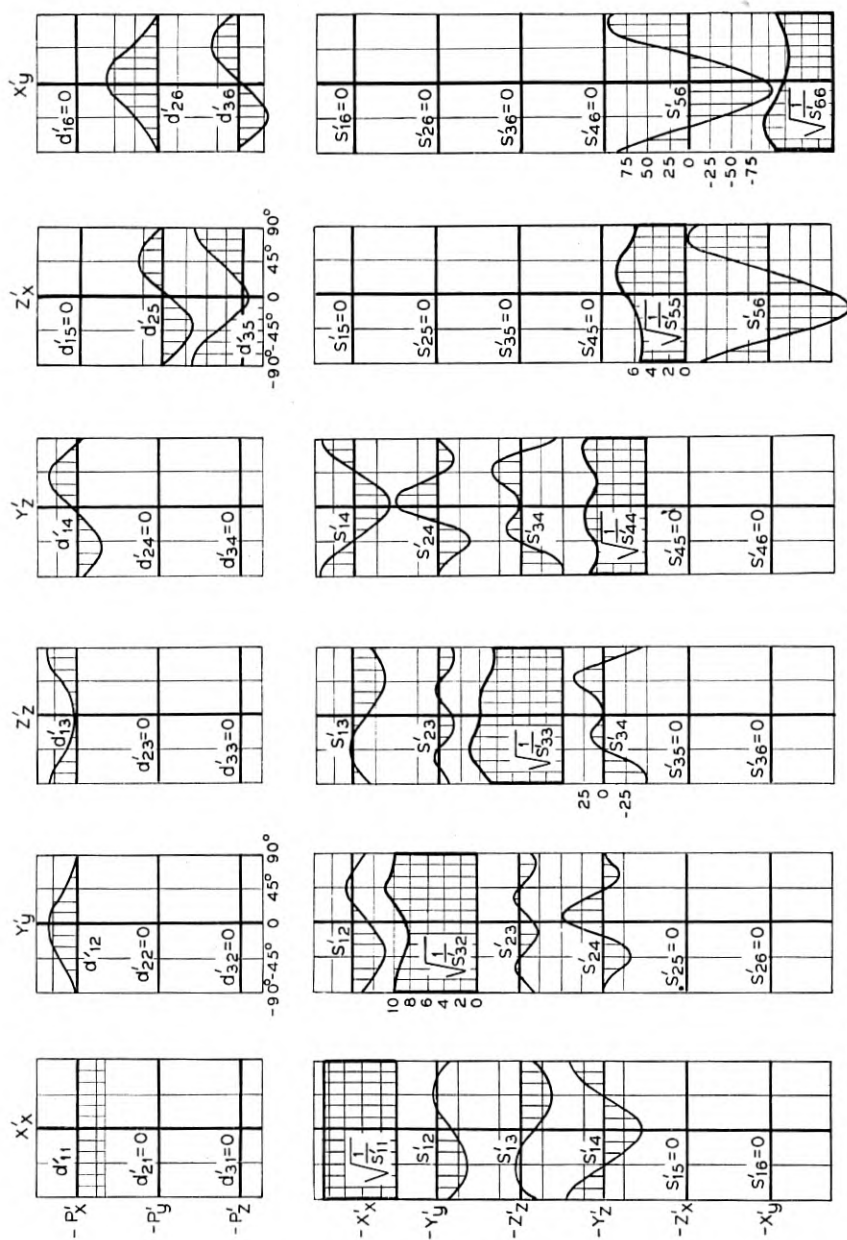 X'x
Y'y
Z'z
Y'z
Z'x
X'y
-P'x
d'11
d'12
d'13
d'14
d'15=0
d'16=0
-P'y
d'21=0
d'22=0
d'23=0
d'24=0
d'25
d'26
-P'z
d'31=0
d'32=0
d'33=0
d'34=0
d'35
d'36
-90° -45° 0 45° 90°
-90° -45° 0 45° 90°
-X'x
√1/S'11
S'12
S'13
S'14
S'15=0
S'16=0
-Y'y
S'12
√1/S'32
S'23
S'24
S'25=0
S'26=0
10
8
6
4
2
0
-Z'z
S'13
S'23
√1/S'33
S'34
S'35=0
S'36=0
25
0
-25
-Y'z
S'14
S'24
S'34
√1/S'44
S'45=0
S'46=0
-Z'x
S'15=0
S'25=0
S'35=0
S'45=0
√1/S'55
S'56
6
4
2
0
-X'y
S'16=0
S'26=0
S'36=0
S'46=0
S'56
√1/S'66
75
50
25
0
-25
-50
-75